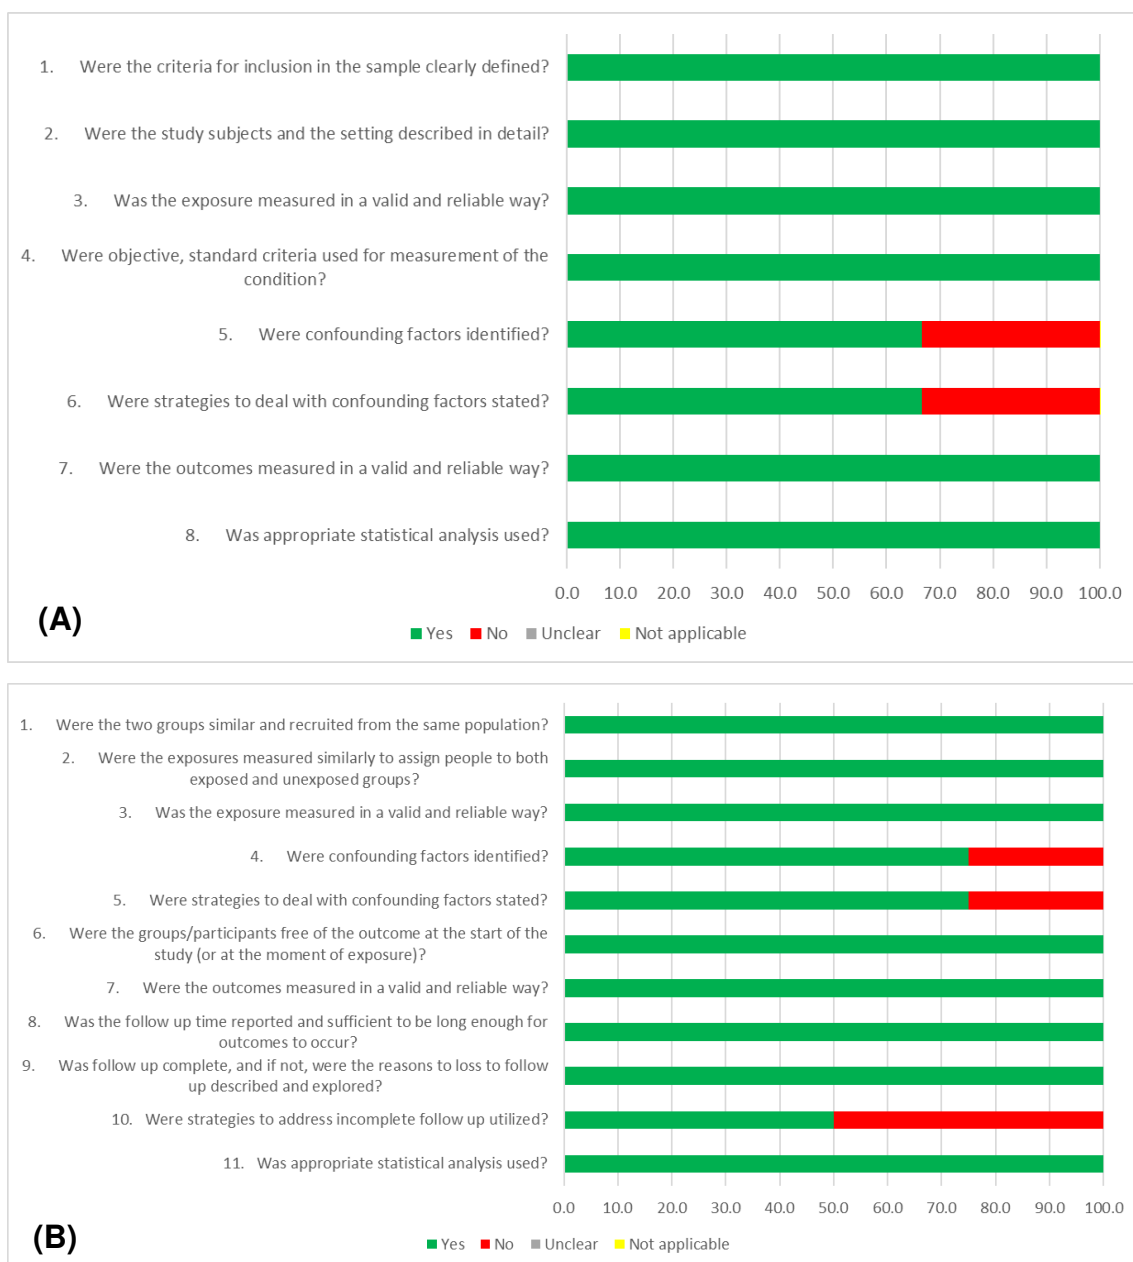 1. Were the criteria for inclusion in the sample clearly defined?
2. Were the study subjects and the setting described in detail?
3. Was the exposure measured in a valid and reliable way?
4. Were objective, standard criteria used for measurement of the
condition?
5. Were confounding factors identified?
6. Were strategies to deal with confounding factors stated?
7. Were the outcomes measured in a valid and reliable way?
8. Was appropriate statistical analysis used?
0.0 10.0 20.0 30.0 40.0 50.0 60.0 70.0 80.0 90.0 100.0
(A)
Yes No Unclear Not applicable
1. Were the two groups similar and recruited from the same population?
2. Were the exposures measured similarly to assign people to both
exposed and unexposed groups?
3. Was the exposure measured in a valid and reliable way?
4. Were confounding factors identified?
5. Were strategies to deal with confounding factors stated?
6. Were the groups/participants free of the outcome at the start of the
study (or at the moment of exposure)?
7. Were the outcomes measured in a valid and reliable way?
8. Was the follow up time reported and sufficient to be long enough for
outcomes to occur?
9. Was follow up complete, and if not, were the reasons to loss to follow
up described and explored?
10. Were strategies to address incomplete follow up utilized?
11. Was appropriate statistical analysis used?
0.0 10.0 20.0 30.0 40.0 50.0 60.0 70.0 80.0 90.0 100.0
(B)
Yes No Unclear Not applicable